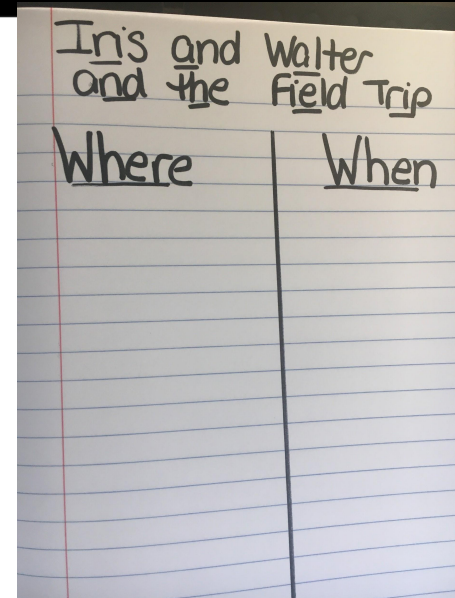 Iris and Walter
and the Field Trip
Where When